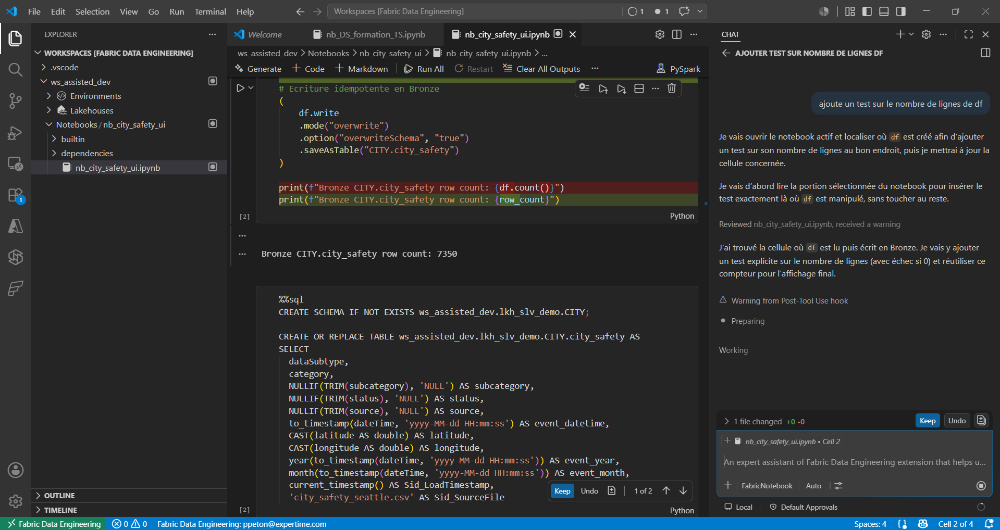 File Edit Selection View Go Run Terminal Help
Workspaces [Fabric Data Engineering]
1
1
EXPLORER
WORKSPACES [FABRIC DATA ENGINEERING]
.vscode
ws_assisted_dev
Environments
Lakehouses
Notebooks / nb_city_safety_ui
builtin
dependencies
nb_city_safety_ui.ipynb
1
OUTLINE
TIMELINE
Welcome
nb_DS_formation_TS.ipynb
nb_city_safety_ui.ipynb
ws_assisted_dev > Notebooks > nb_city_safety_ui > nb_city_safety_ui.ipynb > ...
Generate + Code + Markdown Run All Restart Clear All Outputs ... PySpark
# Ecriture idempotente en Bronze
(
df.write
.mode("overwrite")
.option("overwriteSchema", "true")
.saveAsTable("CITY.city_safety")
)
print(f"Bronze CITY.city_safety row count: {df.count()}")
print(f"Bronze CITY.city_safety row count: {row_count}")
[2]
Python
Bronze CITY.city_safety row count: 7350
%%sql
CREATE SCHEMA IF NOT EXISTS ws_assisted_dev.lkh_slv_demo.CITY;
CREATE OR REPLACE TABLE ws_assisted_dev.lkh_slv_demo.CITY.city_safety AS
SELECT
dataSubtype,
category,
NULLIF(TRIM(subcategory), 'NULL') AS subcategory,
NULLIF(TRIM(status), 'NULL') AS status,
NULLIF(TRIM(source), 'NULL') AS source,
to_timestamp(dateTime, 'yyyy-MM-dd HH:mm:ss') AS event_datetime,
CAST(latitude AS double) AS latitude,
CAST(longitude AS double) AS longitude,
year(to_timestamp(dateTime, 'yyyy-MM-dd HH:mm:ss')) AS event_year,
month(to_timestamp(dateTime, 'yyyy-MM-dd HH:mm:ss')) AS event_month,
current_timestamp() AS Sid_LoadTimestamp,
'city_safety_seattle.csv' AS Sid_SourceFile
Keep Undo 1 of 2
[2]
Python
CHAT
AJOUTER TEST SUR NOMBRE DE LIGNES DF
ajoute un test sur le nombre de lignes de df
Je vais ouvrir le notebook actif et localiser où df est créé afin d'ajouter
un test sur son nombre de lignes au bon endroit, puis je mettrai à jour la
cellule concernée.
Je vais d'abord lire la portion sélectionnée du notebook pour insérer le
test exactement là où df est manipulé, sans toucher au reste.
Reviewed nb_city_safety_ui.ipynb, received a warning
J'ai trouvé la cellule où df est lu puis écrit en Bronze. Je vais y ajouter
un test explicite sur le nombre de lignes (avec échec si 0) et réutiliser ce
compteur pour l'affichage final.
Warning from Post-Tool Use hook
Preparing
Working
1 file changed +0 -0
Keep Undo
nb_city_safety_ui.ipynb • Cell 2
An expert assistant of Fabric Data Engineering extension that helps u...
FabricNotebook Auto
Local Default Approvals
Fabric Data Engineering 0 0 Fabric Data Engineering: ppeton@expertime.com
Spaces: 4 Cell 2 of 4